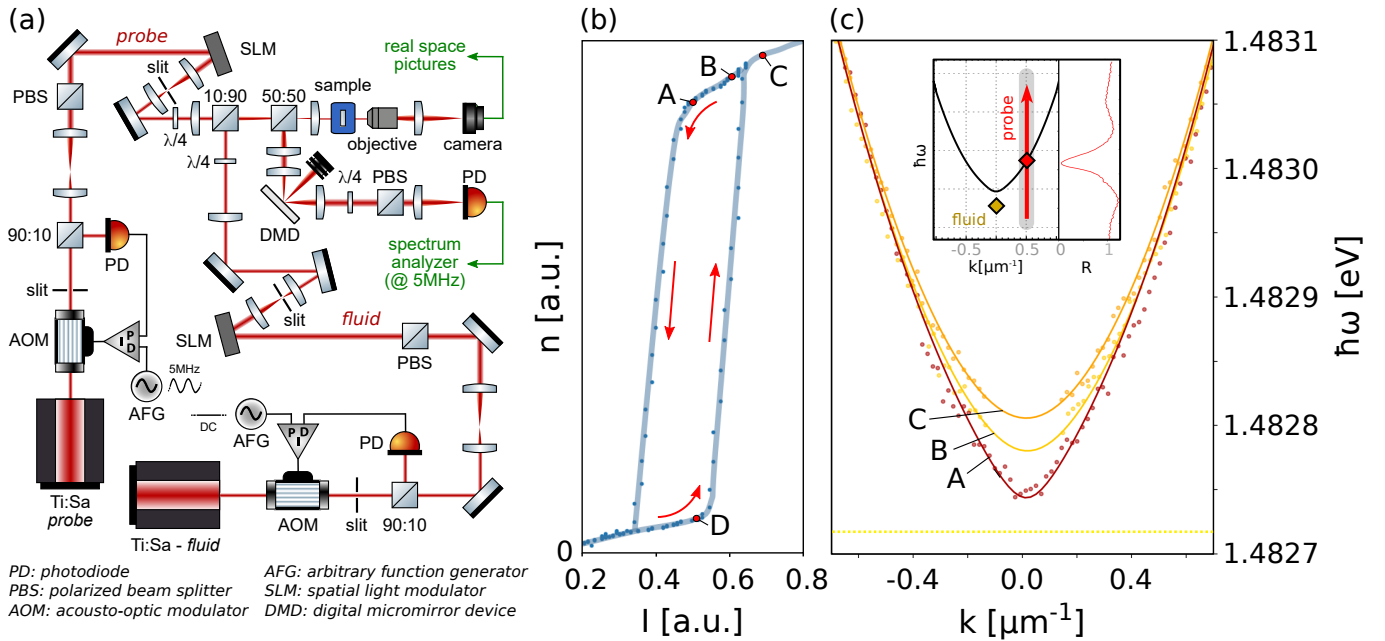 (a)
probe
SLM
real space
pictures
slit
PBS
10:90
50:50
sample
λ/4
objective
camera
λ/4
λ/4
PBS
PD
90:10
PD
DMD
spectrum
analyzer
(@ 5MHz)
slit
slit
AOM
P
I
D
SLM
fluid
PBS
5MHz
AFG
DC
AFG
P D
I
PD
Ti:Sa
probe
AOM
slit
90:10
Ti:Sa - fluid
PD: photodiode
PBS: polarized beam splitter
AOM: acousto-optic modulator
AFG: arbitrary function generator
SLM: spatial light modulator
DMD: digital micromirror device
(b)
n [a.u.]
A
B
C
D
0
0.2
0.4
0.6
0.8
I [a.u.]
(c)
1.4831
1.4830
1.4829
1.4828
1.4827
ħω [eV]
ħω
probe
fluid
-0.5
0.5
k[μm⁻¹]
0
1
R
C
B
A
-0.4
0.0
0.4
k [μm⁻¹]